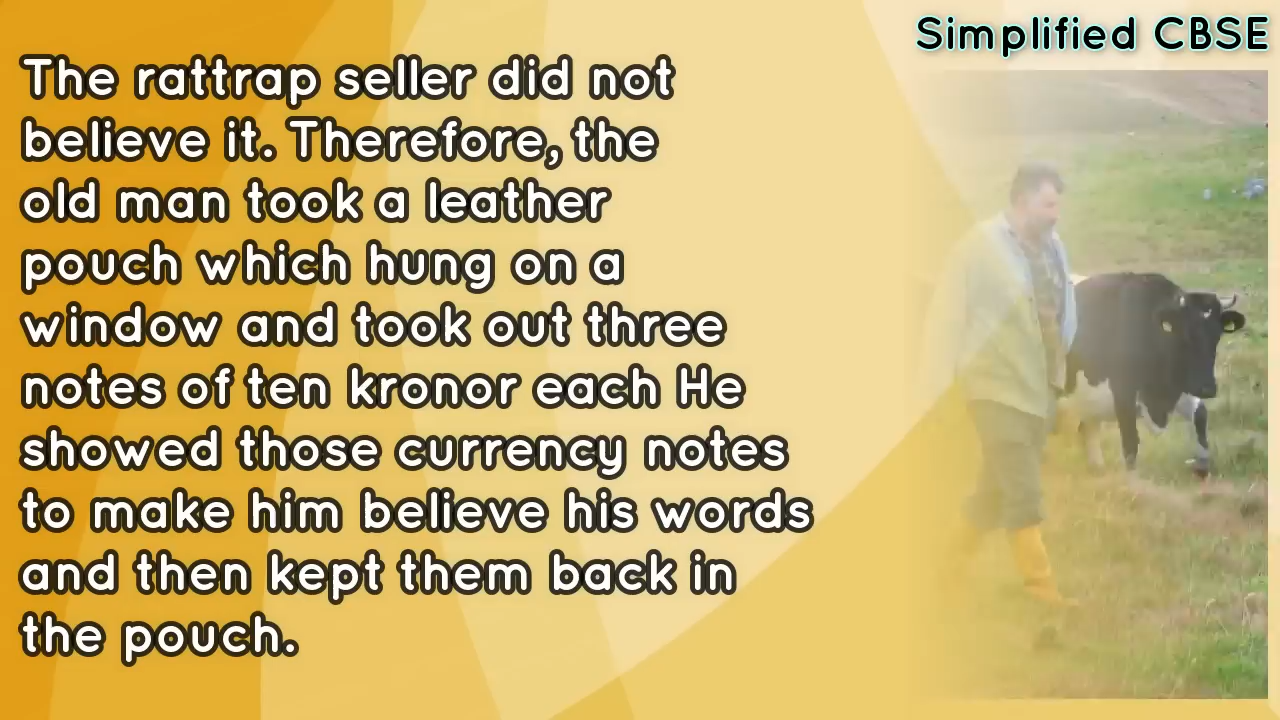 Simplified CBSE
The rattrap seller did not
believe it. Therefore, the
old man took a leather
pouch which hung on a
window and took out three
notes of ten kronor each He
showed those currency notes
to make him believe his words
and then kept them back in
the pouch.